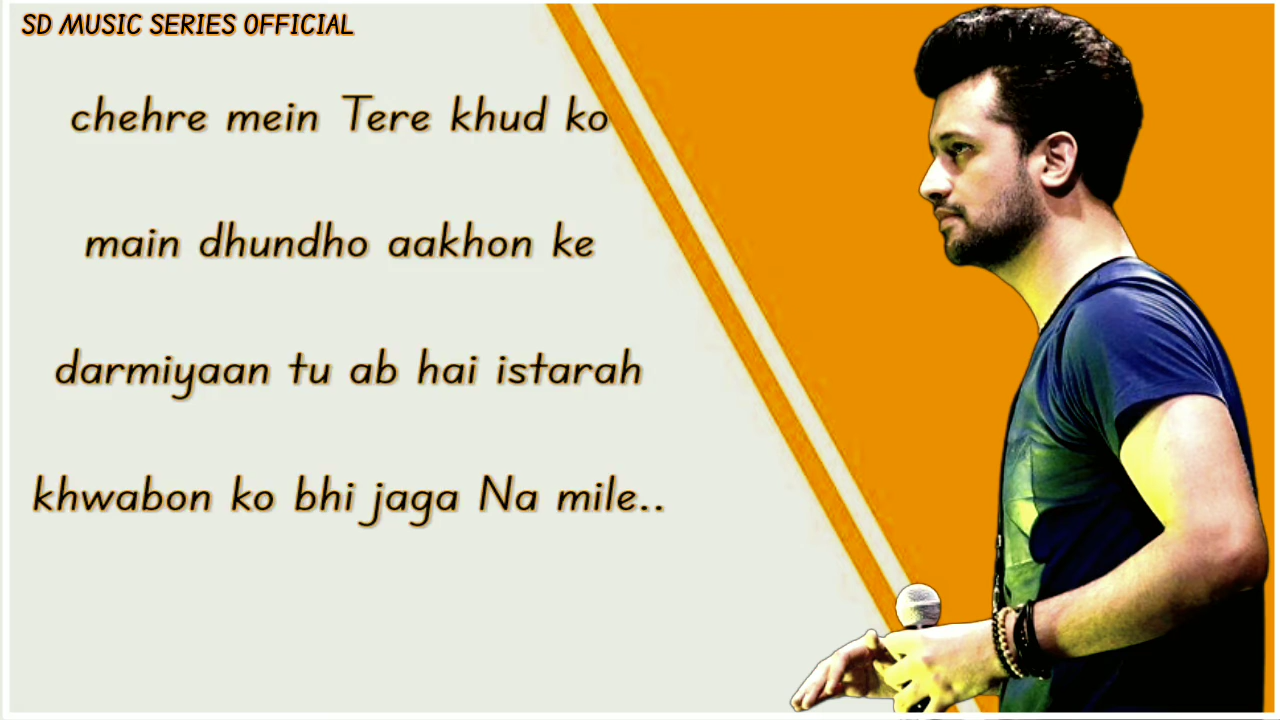 SD MUSIC SERIES OFFICIAL
chehre mein Tere khud ko
main dhundho aakhon ke
darmiyaan tu ab hai istarah
khwabon ko bhi jaga Na mile..